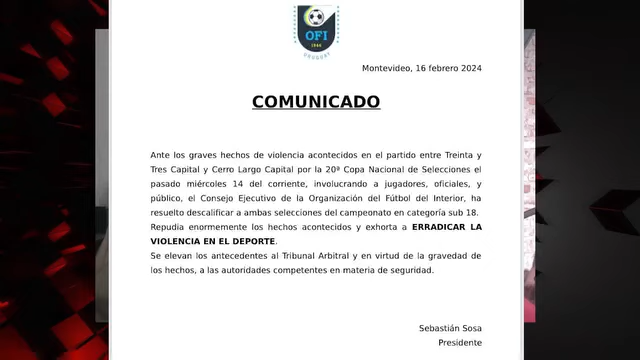 OFI
1946
URUGUAY
Montevideo, 16 febrero 2024
COMUNICADO
Ante los graves hechos de violencia acontecidos en el partido entre Treinta y
Tres Capital y Cerro Largo Capital por la 20ª Copa Nacional de Selecciones el
pasado miércoles 14 del corriente, involucrando a jugadores, oficiales, y
público, el Consejo Ejecutivo de la Organización del Fútbol del Interior, ha
resuelto descalificar a ambas selecciones del campeonato en categoría sub 18.
Repudia enormemente los hechos acontecidos y exhorta a ERRADICAR LA
VIOLENCIA EN EL DEPORTE.
Se elevan los antecedentes al Tribunal Arbitral y en virtud de la gravedad de
los hechos, a las autoridades competentes en materia de seguridad.
Sebastián Sosa
Presidente